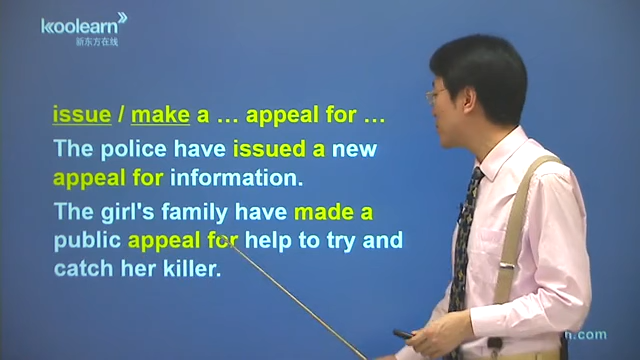 koolearn
新东方在线
issue / make a … appeal for …
The police have issued a new
appeal for information.
The girl's family have made a
public appeal for help to try and
catch her killer.
n.com